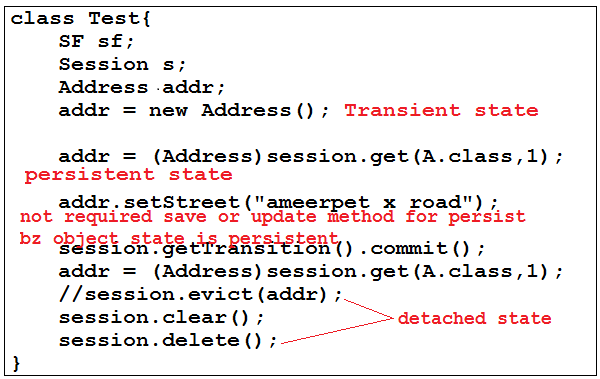 class Test{
SF sf;
Session s;
Address addr;
addr = new Address(); Transient state
addr = (Address)session.get(A.class,1);
persistent state
addr.setStreet("ameerpet x road");
not required save or update method for persist
bz object state is persistent
session.getTransition().commit();
addr = (Address)session.get(A.class,1);
//session.evict(addr);
session.clear();
detached state
session.delete();
}